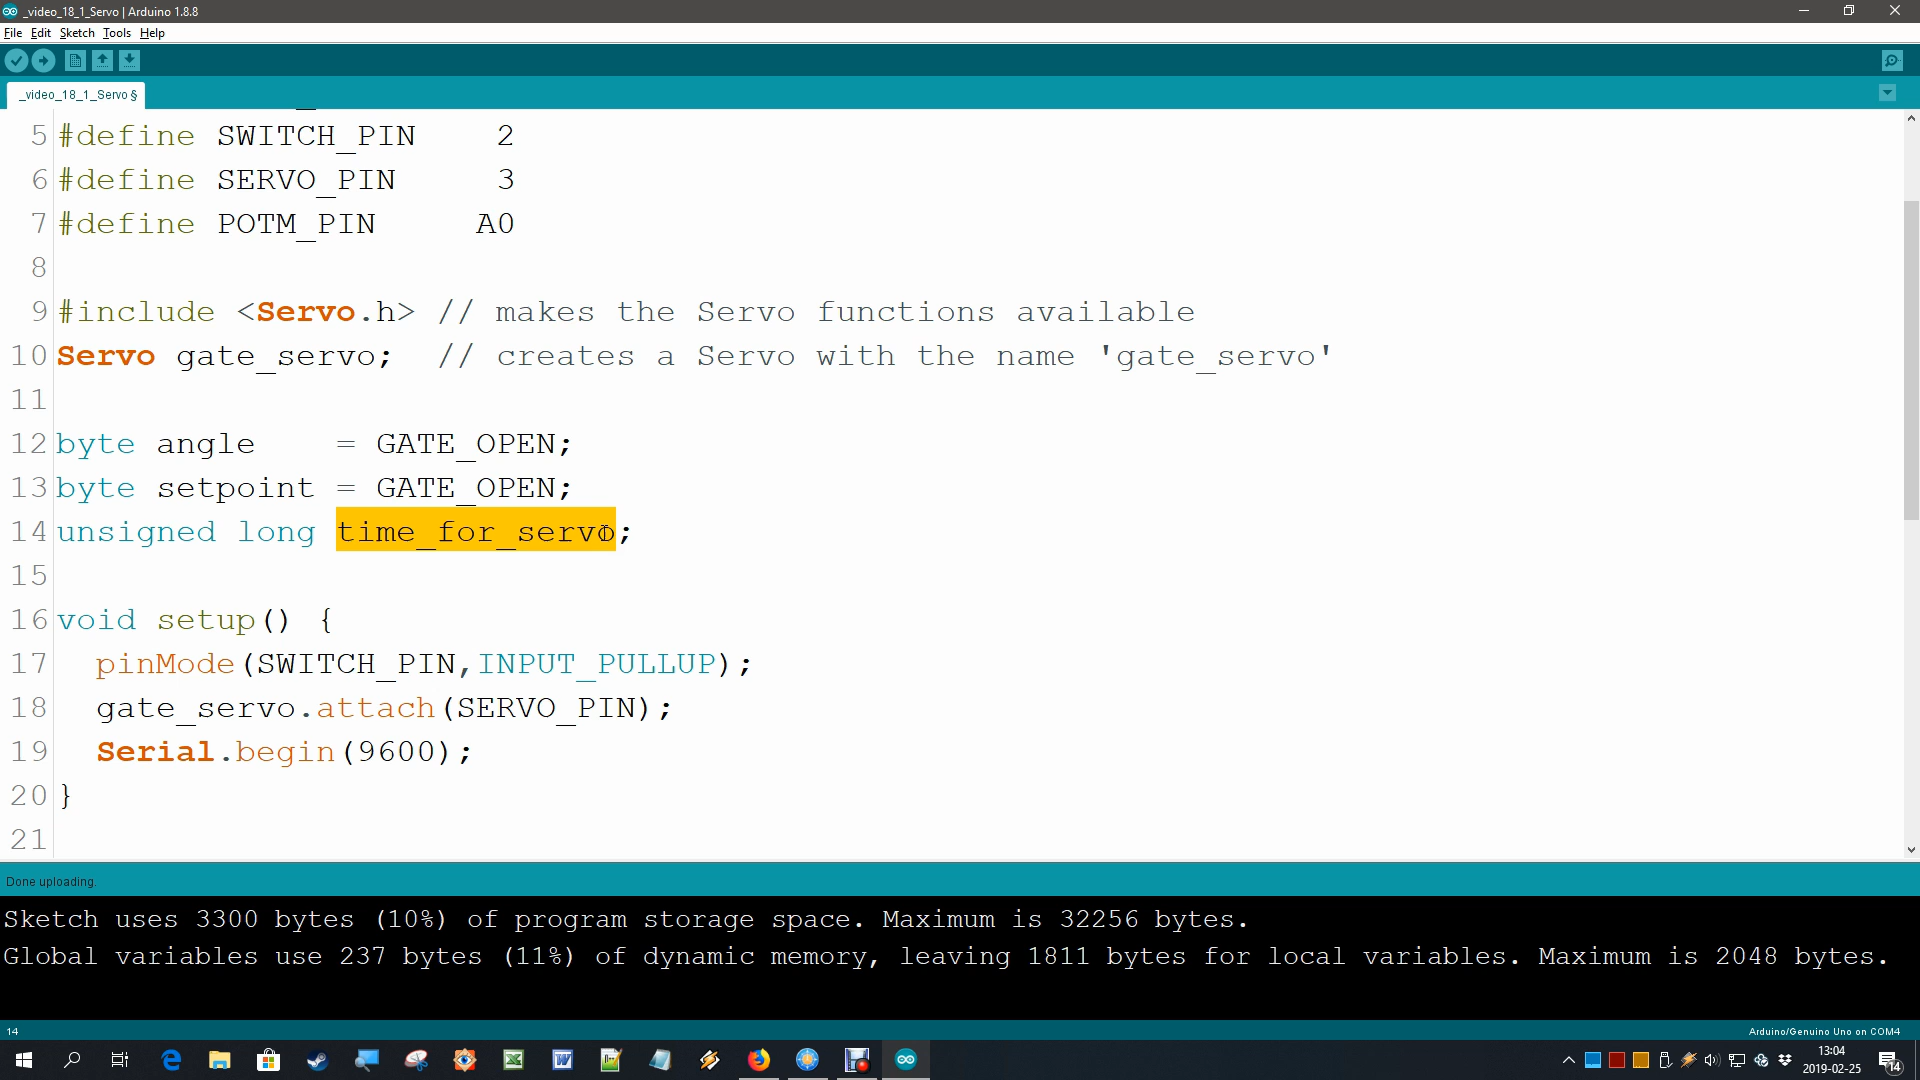 _video_18_1_Servo | Arduino 1.8.8
File Edit Sketch Tools Help
_video_18_1_Servo §
5 #define SWITCH_PIN    2
6 #define SERVO_PIN     3
7 #define POTM_PIN     A0
8
9 #include <Servo.h> // makes the Servo functions available
10 Servo gate_servo;  // creates a Servo with the name 'gate_servo'
11
12 byte angle    = GATE_OPEN;
13 byte setpoint = GATE_OPEN;
14 unsigned long time_for_servo;
15
16 void setup() {
17   pinMode(SWITCH_PIN,INPUT_PULLUP);
18   gate_servo.attach(SERVO_PIN);
19   Serial.begin(9600);
20 }
21
Done uploading.
Sketch uses 3300 bytes (10%) of program storage space. Maximum is 32256 bytes.
Global variables use 237 bytes (11%) of dynamic memory, leaving 1811 bytes for local variables. Maximum is 2048 bytes.
14
Arduino/Genuino Uno on COM4
13:04
2019-02-25
14